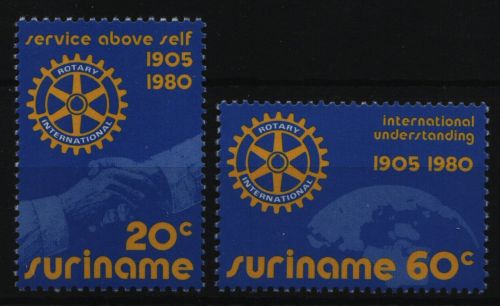 service above self
1905
1980
ROTARY
INTERNATIONAL
20c
suriname
international
understanding
1905 1980
ROTARY
INTERNATIONAL
suriname 60c